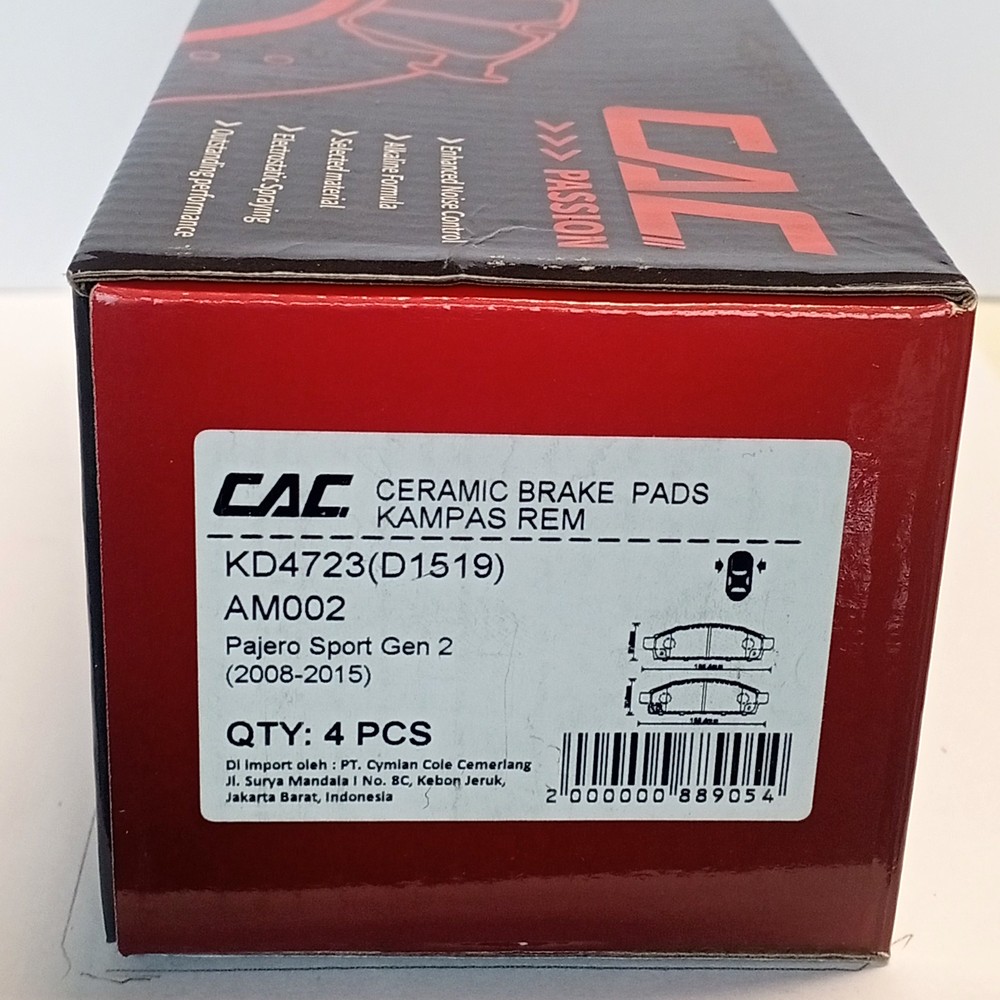 CAC
>>> PASSION
> Enhanced Noise Control
> Alkaline Formula
> Selected material
> Electrostatic Spraying
> Outstanding performance
CAC CERAMIC BRAKE PADS
KAMPAS REM
KD4723(D1519)
AM002
Pajero Sport Gen 2
(2008-2015)
QTY: 4 PCS
Di Import oleh : PT. Cymian Cole Cemerlang
Jl. Surya Mandala I No. 8C, Kebon Jeruk,
Jakarta Barat, Indonesia
2 000000 889054